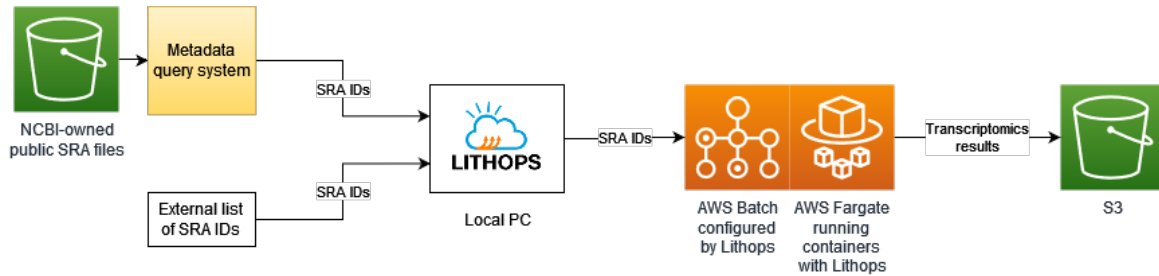 NCBI-owned
public SRA files
Metadata
query system
SRA IDs
External list
of SRA IDs
SRA IDs
LITHOPS
Local PC
SRA IDs
AWS Batch
configured
by Lithops
AWS Fargate
running
containers
with Lithops
Transcriptomics
results
S3